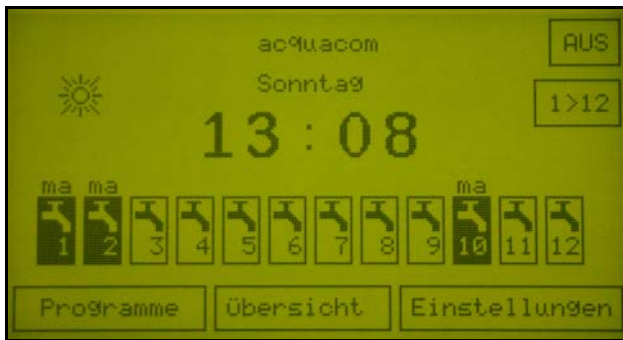 acquacom
AUS
Sonntag
1>12
13:08
ma ma ma
1 2 3 4 5 6 7 8 9 10 11 12
Programme Übersicht Einstellungen